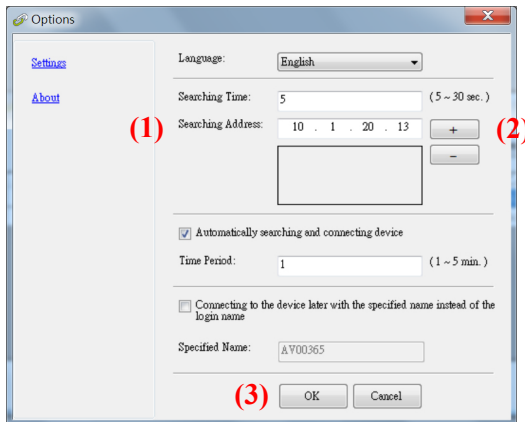 Options
Settings
About
Language:
English
Searching Time:
5
(5 ~ 30 sec.)
(1)
Searching Address:
10 . 1 . 20 . 13
+
(2)
−
Automatically searching and connecting device
Time Period:
1
(1 ~ 5 min.)
Connecting to the device later with the specified name instead of the
login name
Specified Name:
AV00365
(3)
OK
Cancel